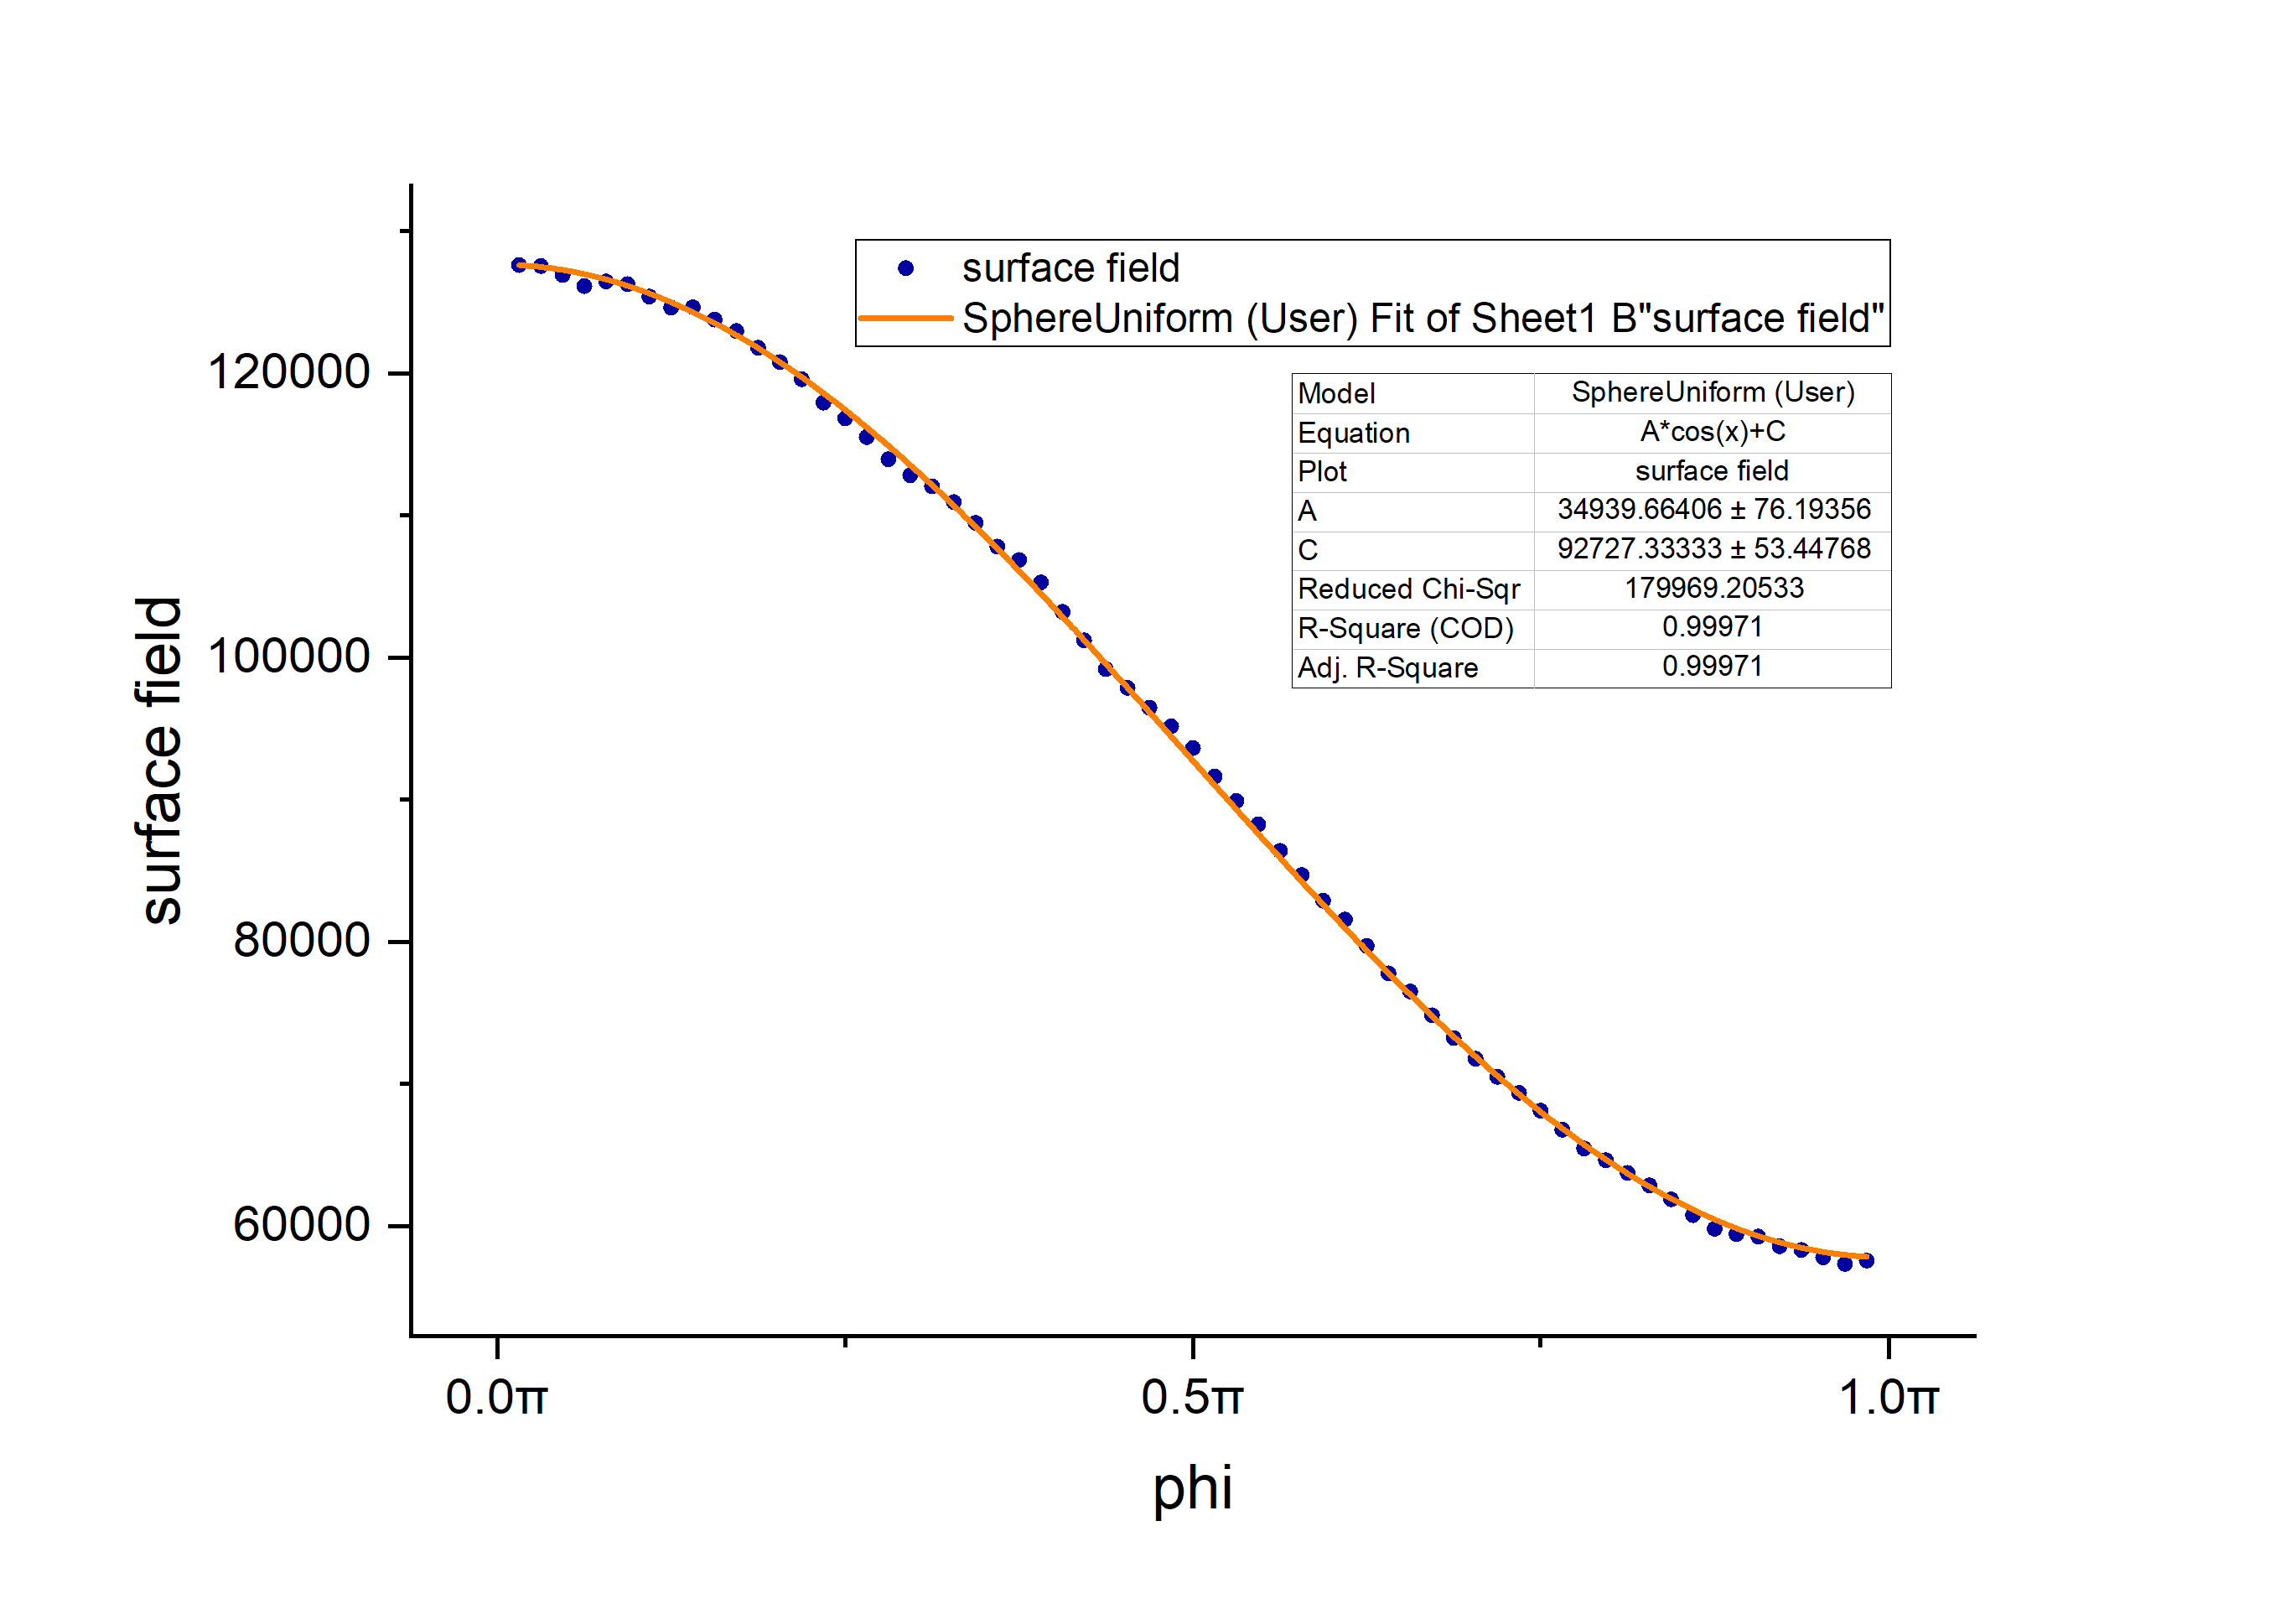 surface field
SphereUniform (User) Fit of Sheet1 B"surface field"
Model SphereUniform (User)
Equation A*cos(x)+C
Plot surface field
A 34939.66406 ± 76.19356
C 92727.33333 ± 53.44768
Reduced Chi-Sqr 179969.20533
R-Square (COD) 0.99971
Adj. R-Square 0.99971
120000
100000
80000
60000
surface field
0.0π 0.5π 1.0π
phi